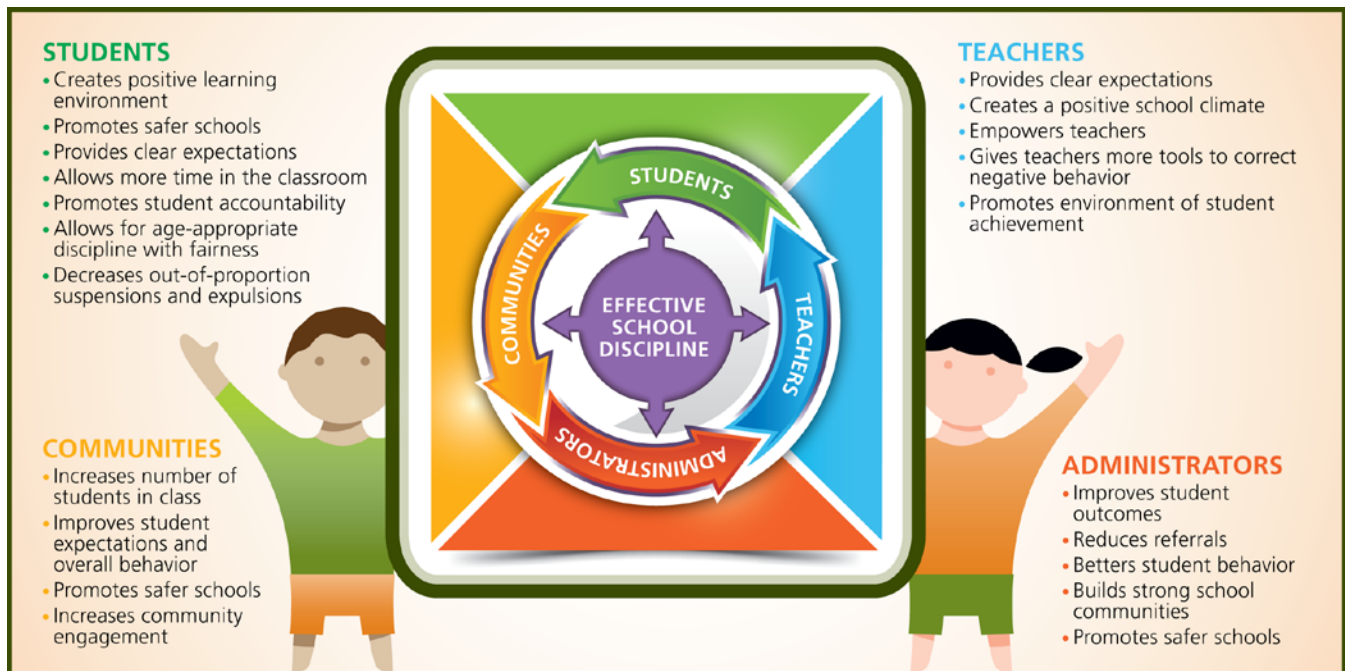 STUDENTS
• Creates positive learning
environment
• Promotes safer schools
• Provides clear expectations
• Allows more time in the classroom
• Promotes student accountability
• Allows for age-appropriate
discipline with fairness
• Decreases out-of-proportion
suspensions and expulsions
COMMUNITIES
• Increases number of
students in class
• Improves student
expectations and
overall behavior
• Promotes safer schools
• Increases community
engagement
STUDENTS
COMMUNITIES
EFFECTIVE
SCHOOL
DISCIPLINE
TEACHERS
ADMINISTRATORS
TEACHERS
• Provides clear expectations
• Creates a positive school climate
• Empowers teachers
• Gives teachers more tools to correct
negative behavior
• Promotes environment of student
achievement
ADMINISTRATORS
• Improves student
outcomes
• Reduces referrals
• Betters student behavior
• Builds strong school
communities
• Promotes safer schools